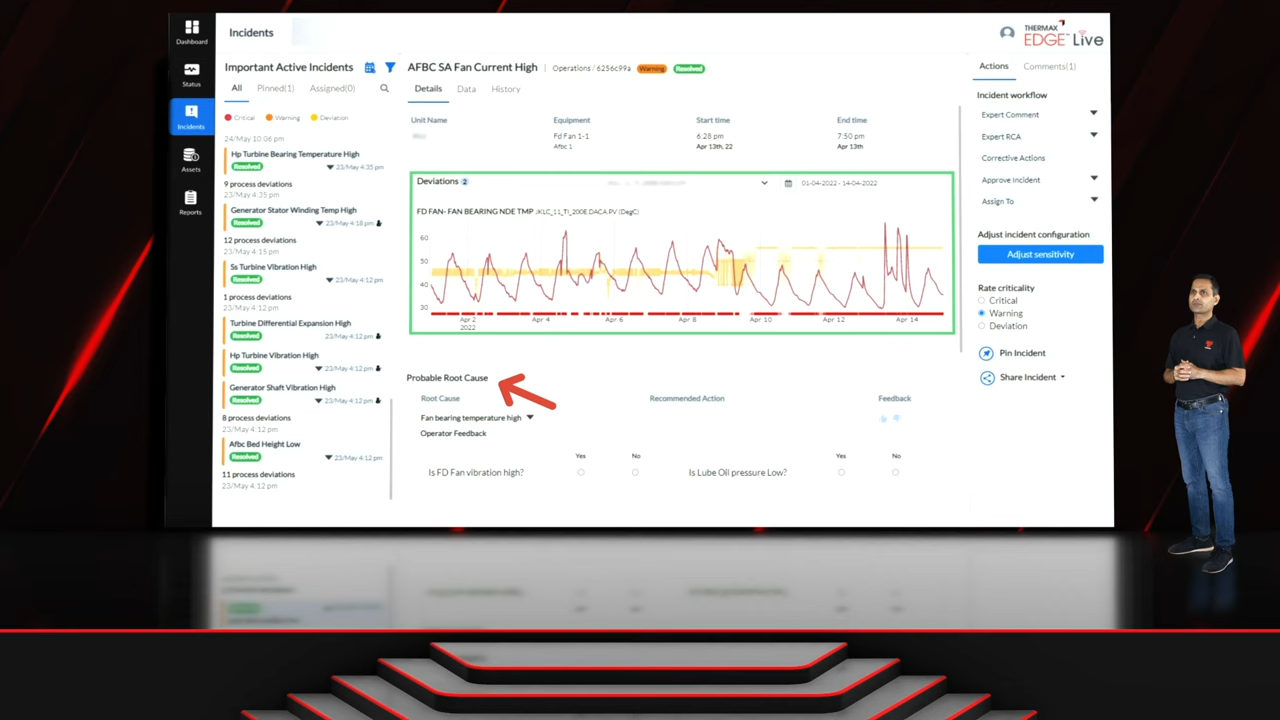 Dashboard
Status
Incidents
Assets
Reports
Incidents
THERMAX
EDGE Live
Important Active Incidents
All Pinned(1) Assigned(0)
Critical Warning Deviation
24/May 10:06 pm
Hp Turbine Bearing Temperature High
Resolved 23/May 4:35 pm
9 process deviations
23/May 4:35 pm
Generator Stator Winding Temp High
Resolved 23/May 4:18 pm
12 process deviations
23/May 4:15 pm
Ss Turbine Vibration High
Resolved 23/May 4:12 pm
1 process deviations
23/May 4:12 pm
Turbine Differential Expansion High
Resolved 23/May 4:12 pm
Hp Turbine Vibration High
Resolved 23/May 4:12 pm
Generator Shaft Vibration High
Resolved 23/May 4:12 pm
8 process deviations
23/May 4:12 pm
Afbc Bed Height Low
Resolved 23/May 4:12 pm
11 process deviations
23/May 4:12 pm
AFBC SA Fan Current High | Operations / 6256c99a Warning Resolved
Details Data History
Unit Name Equipment Start time End time
Fd Fan 1-1 6:28 pm 7:50 pm
Afbc 1 Apr 13th, 22 Apr 13th
Deviations 2 01-04-2022 - 14-04-2022
FD FAN- FAN BEARING NDE TMP JKLC_11_TI_200E.DACA.PV (DegC)
60
50
40
30
Apr 2 Apr 4 Apr 6 Apr 8 Apr 10 Apr 12 Apr 14
2022
Probable Root Cause
Root Cause Recommended Action Feedback
Fan bearing temperature high
Operator Feedback
Yes No Yes No
Is FD Fan vibration high? Is Lube Oil pressure Low?
Actions Comments(1)
Incident workflow
Expert Comment
Expert RCA
Corrective Actions
Approve Incident
Assign To
Adjust incident configuration
Adjust sensitivity
Rate criticality
Critical
Warning
Deviation
Pin Incident
Share Incident